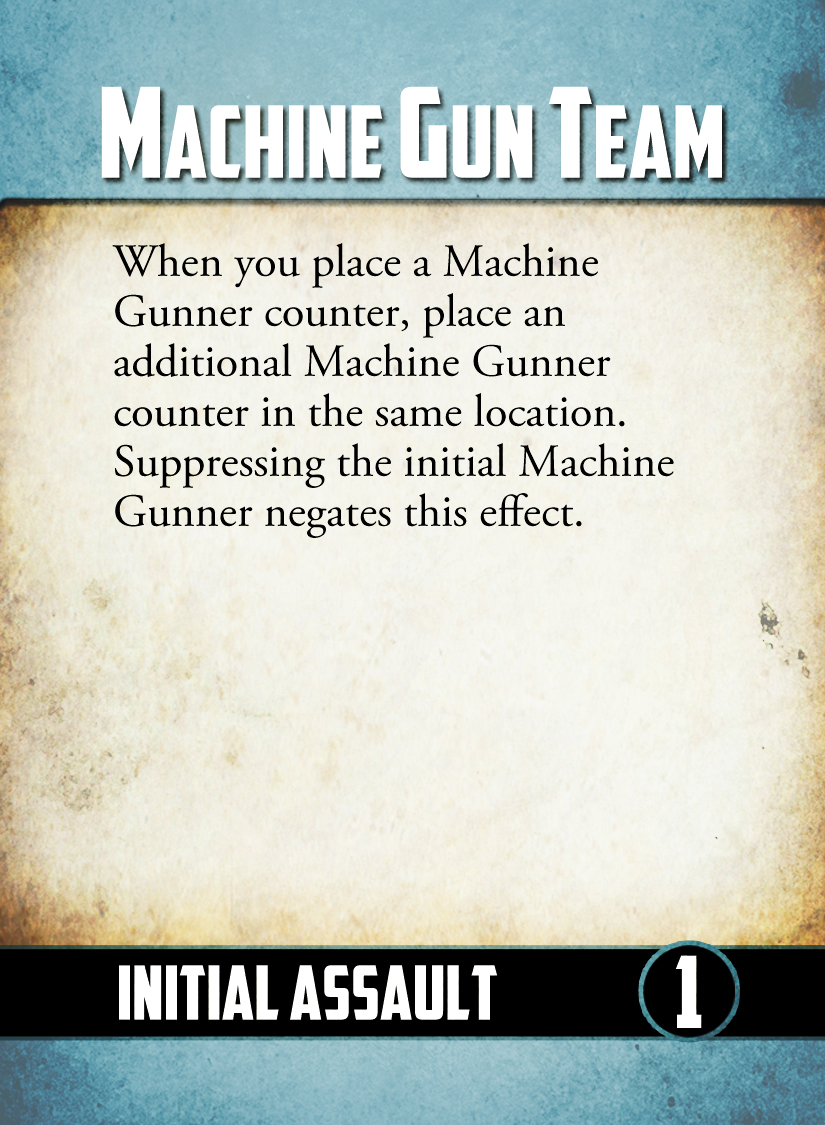 Machine Gun Team
When you place a Machine
Gunner counter, place an
additional Machine Gunner
counter in the same location.
Suppressing the initial Machine
Gunner negates this effect.
INITIAL ASSAULT
1